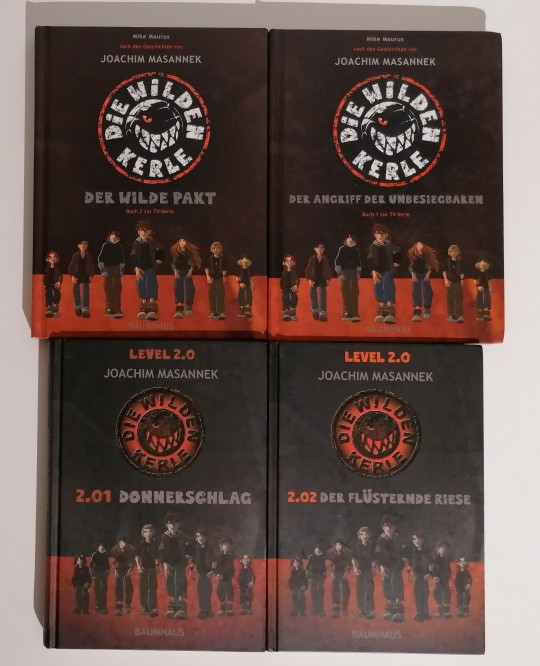 Mike Maurus
nach den Geschichten von
JOACHIM MASANNEK
DIE WILDEN
KERLE
DER WILDE PAKT
Buch 2 zur TV-Serie
BAUMHAUS
Mike Maurus
nach den Geschichten von
JOACHIM MASANNEK
DIE WILDEN
KERLE
DER ANGRIFF DER UNBESIEGBAREN
Buch 1 zur TV-Serie
BAUMHAUS
LEVEL 2.0
JOACHIM MASANNEK
DIE WILDEN
KERLE
2.01 DONNERSCHLAG
BAUMHAUS
LEVEL 2.0
JOACHIM MASANNEK
DIE WILDEN
KERLE
2.02 DER FLÜSTERNDE RIESE
BAUMHAUS